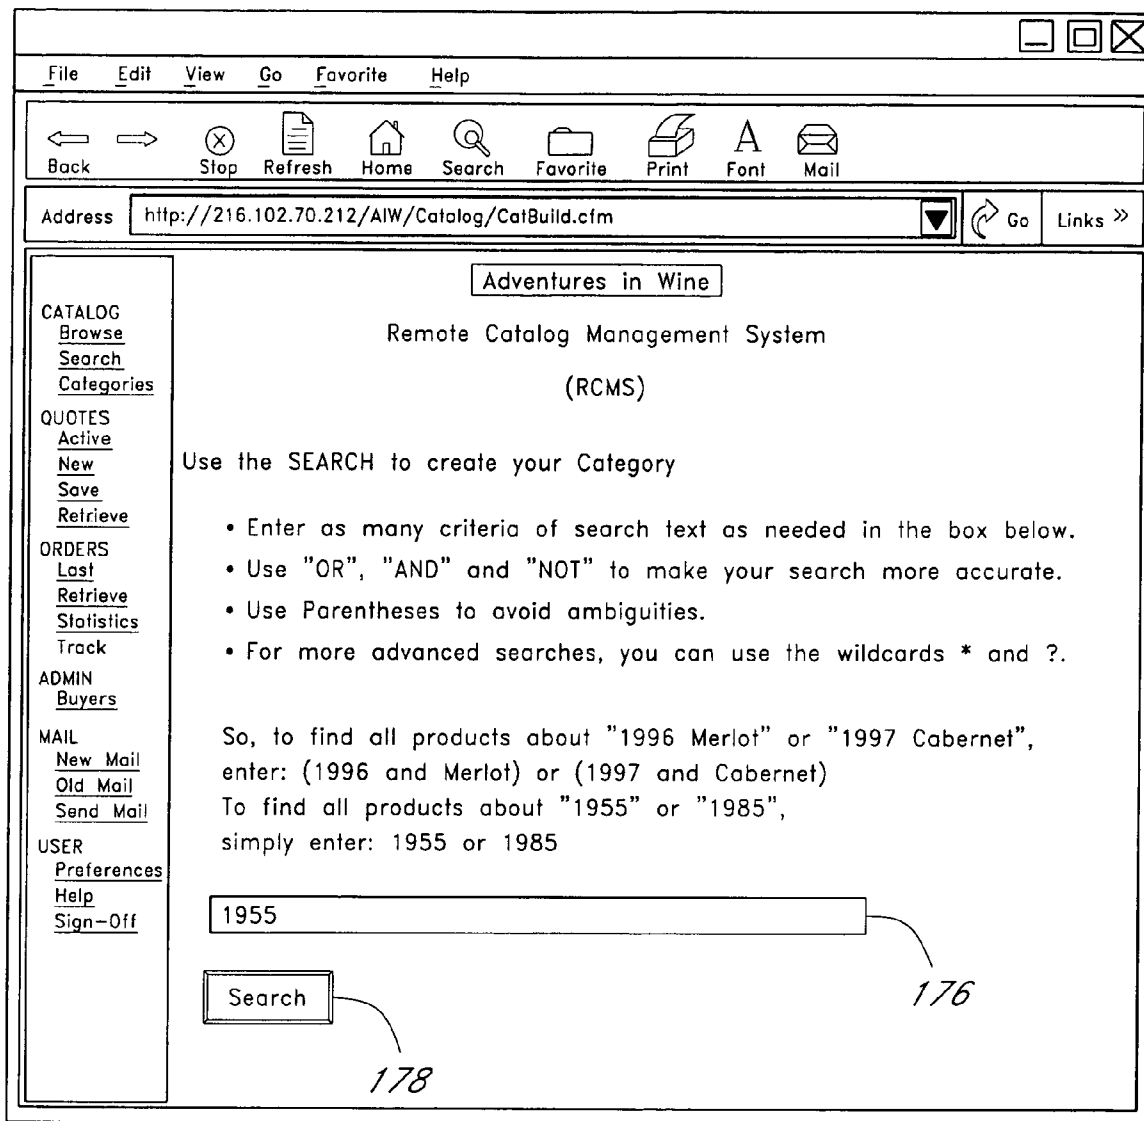 File Edit View Go Favorite Help
Back Stop Refresh Home Search Favorite Print Font Mail
Address http://216.102.70.212/AIW/Catalog/CatBuild.cfm Go Links »
Adventures in Wine
Remote Catalog Management System
(RCMS)
CATALOG
Browse
Search
Categories
QUOTES
Active
New
Save
Retrieve
ORDERS
Last
Retrieve
Statistics
Track
ADMIN
Buyers
MAIL
New Mail
Old Mail
Send Mail
USER
Preferences
Help
Sign-Off
Use the SEARCH to create your Category
• Enter as many criteria of search text as needed in the box below.
• Use "OR", "AND" and "NOT" to make your search more accurate.
• Use Parentheses to avoid ambiguities.
• For more advanced searches, you can use the wildcards * and ?.
So, to find all products about "1996 Merlot" or "1997 Cabernet",
enter: (1996 and Merlot) or (1997 and Cabernet)
To find all products about "1955" or "1985",
simply enter: 1955 or 1985
1955
176
Search
178